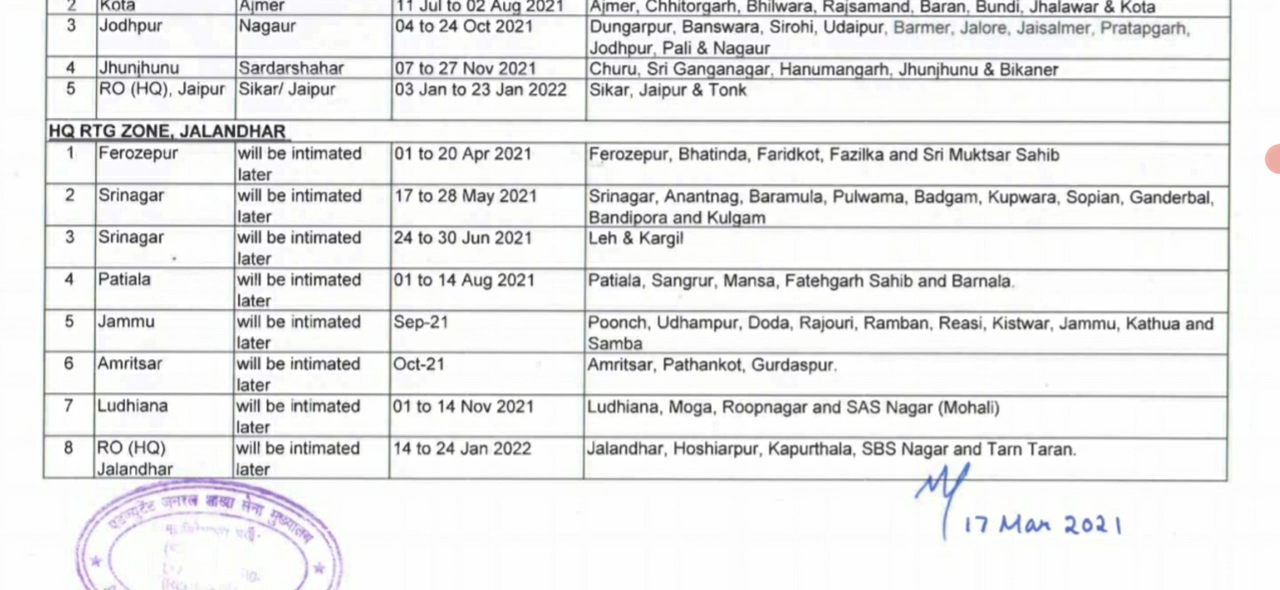 2 Kota Ajmer 11 Jul to 02 Aug 2021 Ajmer, Chhitorgarh, Bhilwara, Rajsamand, Baran, Bundi, Jhalawar & Kota
3 Jodhpur Nagaur 04 to 24 Oct 2021 Dungarpur, Banswara, Sirohi, Udaipur, Barmer, Jalore, Jaisalmer, Pratapgarh,
Jodhpur, Pali & Nagaur
4 Jhunjhunu Sardarshahar 07 to 27 Nov 2021 Churu, Sri Ganganagar, Hanumangarh, Jhunjhunu & Bikaner
5 RO (HQ), Jaipur Sikar/ Jaipur 03 Jan to 23 Jan 2022 Sikar, Jaipur & Tonk
HQ RTG ZONE, JALANDHAR
1 Ferozepur will be intimated 01 to 20 Apr 2021 Ferozepur, Bhatinda, Faridkot, Fazilka and Sri Muktsar Sahib
later
2 Srinagar will be intimated 17 to 28 May 2021 Srinagar, Anantnag, Baramula, Pulwama, Badgam, Kupwara, Sopian, Ganderbal,
later Bandipora and Kulgam
3 Srinagar will be intimated 24 to 30 Jun 2021 Leh & Kargil
later
4 Patiala will be intimated 01 to 14 Aug 2021 Patiala, Sangrur, Mansa, Fatehgarh Sahib and Barnala.
later
5 Jammu will be intimated Sep-21 Poonch, Udhampur, Doda, Rajouri, Ramban, Reasi, Kistwar, Jammu, Kathua and
later Samba
6 Amritsar will be intimated Oct-21 Amritsar, Pathankot, Gurdaspur.
later
7 Ludhiana will be intimated 01 to 14 Nov 2021 Ludhiana, Moga, Roopnagar and SAS Nagar (Mohali)
later
8 RO (HQ) will be intimated 14 to 24 Jan 2022 Jalandhar, Hoshiarpur, Kapurthala, SBS Nagar and Tarn Taran.
Jalandhar later
17 Mar 2021
एडज्यूटेंट जनरल शाखा सेना मुख्यालय